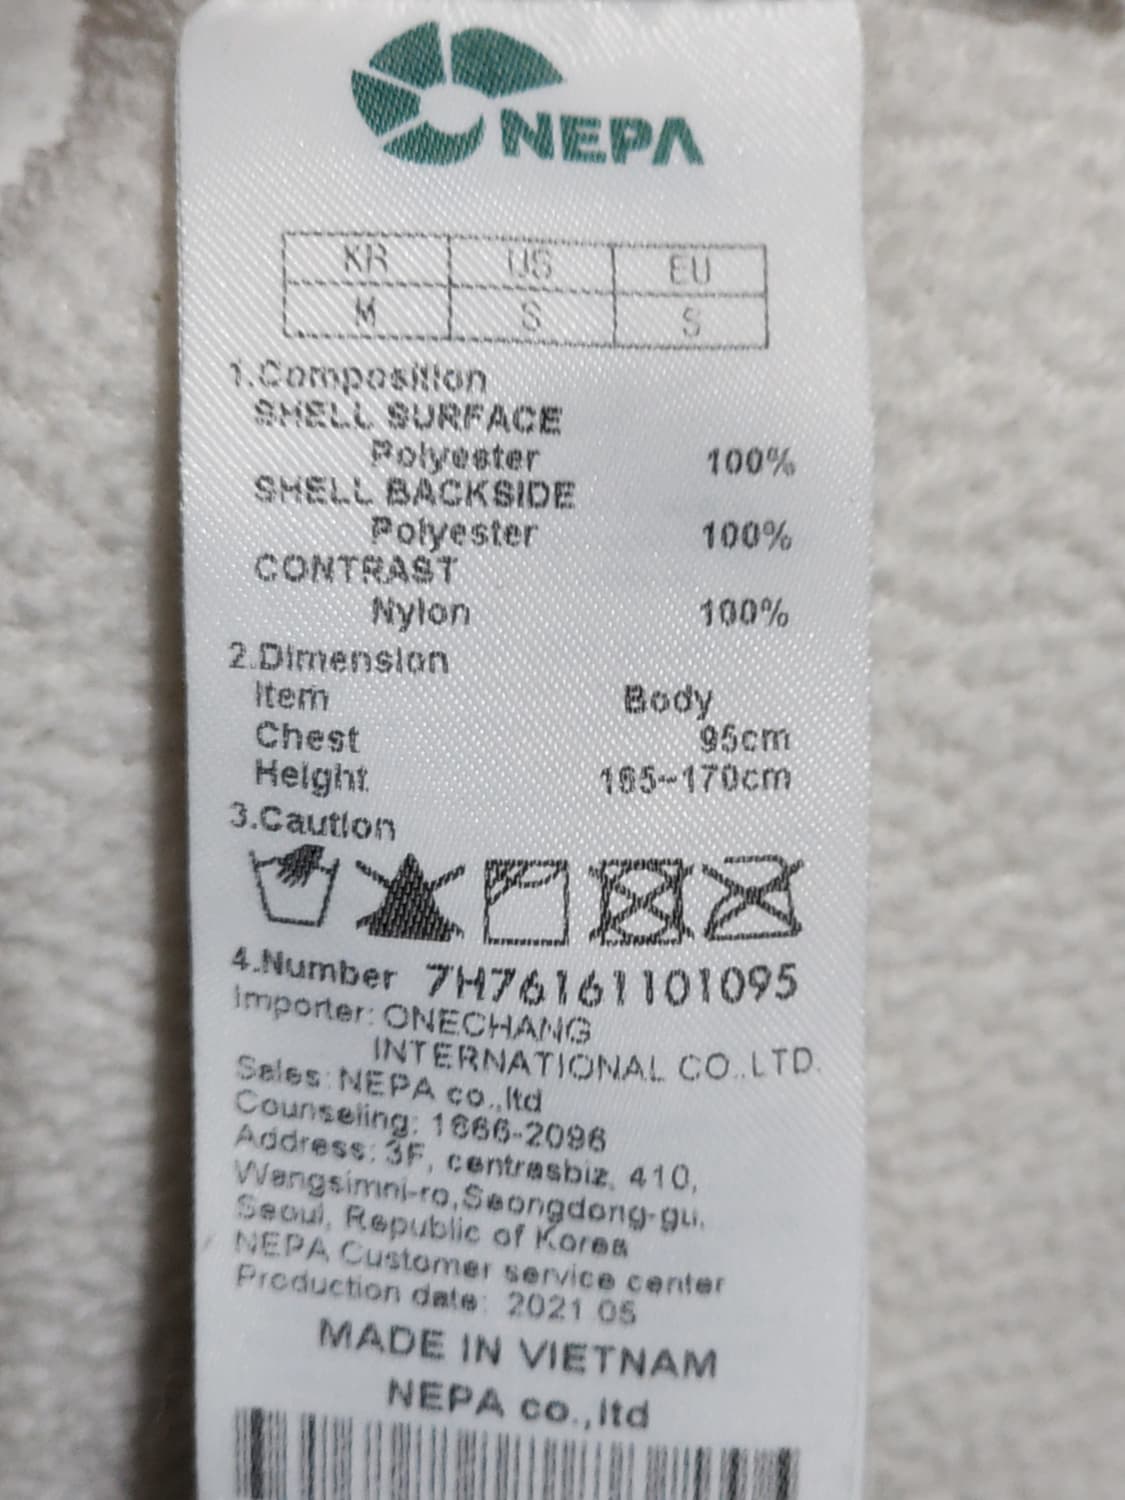 NEPA
KR US EU
M S S
1.Composition
SHELL SURFACE
Polyester 100%
SHELL BACKSIDE
Polyester 100%
CONTRAST
Nylon 100%
2.Dimension
Item Body
Chest 95cm
Height 165~170cm
3.Caution
4.Number 7H76161101095
Importer: ONECHANG
INTERNATIONAL CO.,LTD.
Sales: NEPA co.,ltd
Counseling: 1666-2096
Address: 3F, centrasbiz, 410,
Wangsimni-ro,Seongdong-gu,
Seoul, Republic of Korea
NEPA Customer service center
Production date: 2021 05
MADE IN VIETNAM
NEPA co.,ltd